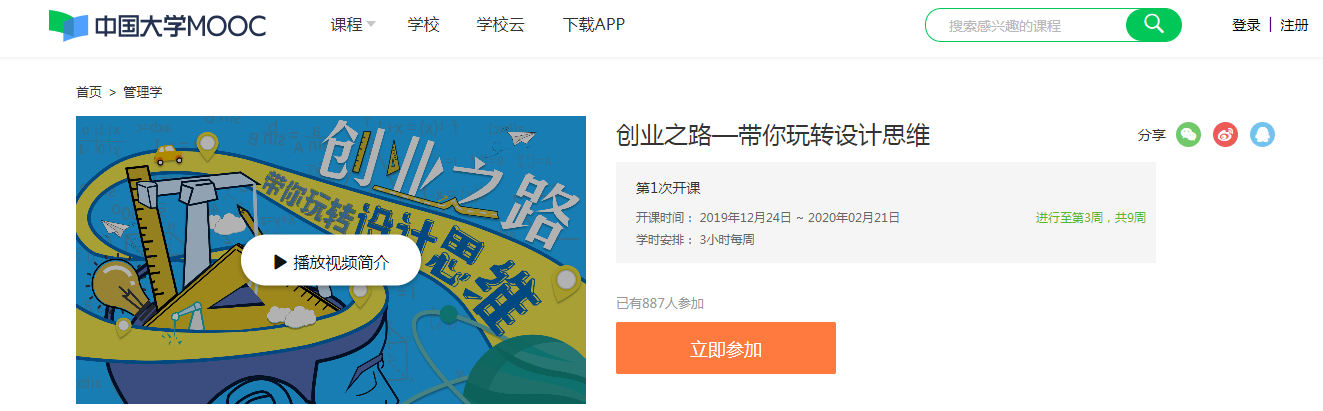 中国大学MOOC
课程
学校
学校云
下载APP
搜索感兴趣的课程
登录 | 注册
首页 > 管理学
创业之路
带你玩转设计思维
播放视频简介
创业之路—带你玩转设计思维
分享
第1次开课
开课时间： 2019年12月24日 ~ 2020年02月21日
进行至第3周，共9周
学时安排： 3小时每周
已有887人参加
立即参加